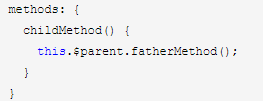 methods: {
childMethod() {
this.$parent.fatherMethod();
}
}